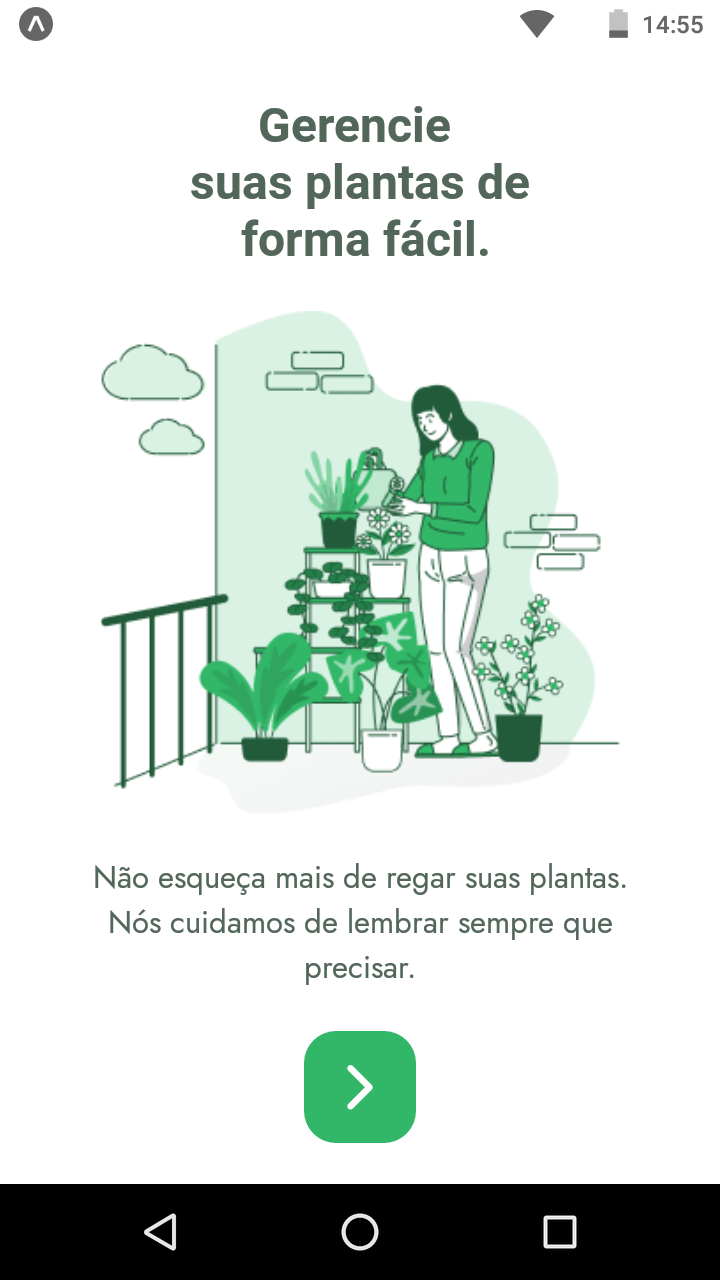 14:55
Gerencie
suas plantas de
forma fácil.
Não esqueça mais de regar suas plantas.
Nós cuidamos de lembrar sempre que
precisar.